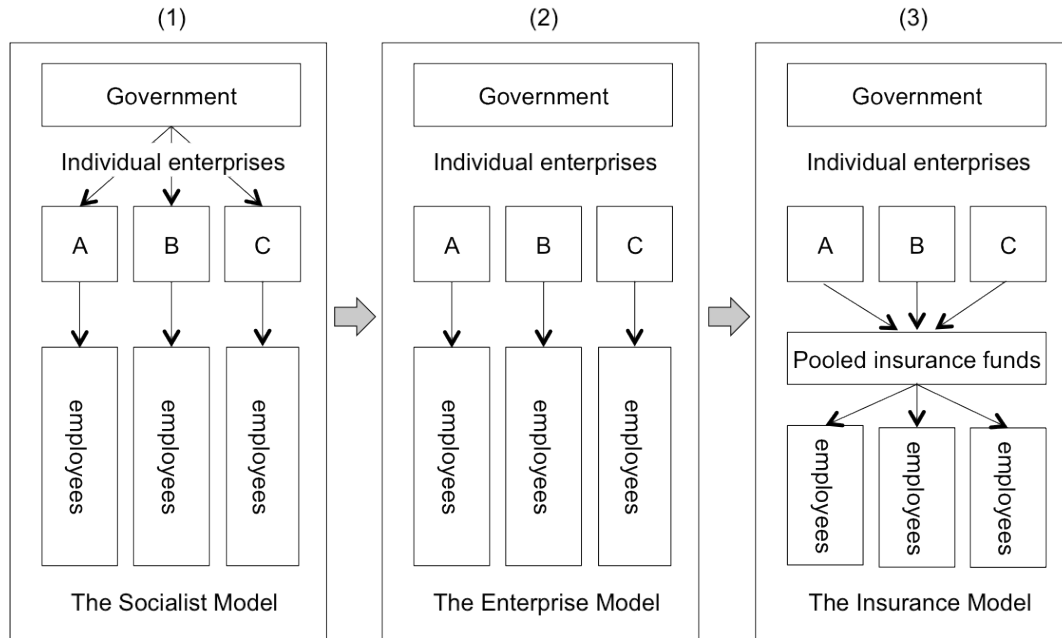 (1)
Government
Individual enterprises
A
B
C
employees
employees
employees
The Socialist Model
(2)
Government
Individual enterprises
A
B
C
employees
employees
employees
The Enterprise Model
(3)
Government
Individual enterprises
A
B
C
Pooled insurance funds
employees
employees
employees
The Insurance Model